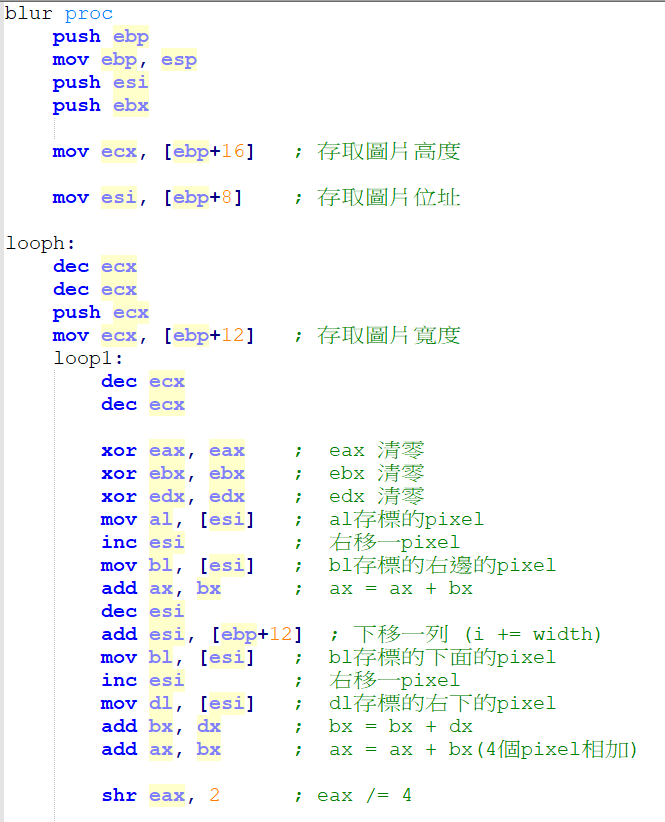 blur proc
    push ebp
    mov ebp, esp
    push esi
    push ebx
    mov ecx, [ebp+16]   ; 存取圖片高度
    mov esi, [ebp+8]    ; 存取圖片位址
looph:
    dec ecx
    dec ecx
    push ecx
    mov ecx, [ebp+12]   ; 存取圖片寬度
    loop1:
        dec ecx
        dec ecx
        xor eax, eax    ;  eax 清零
        xor ebx, ebx    ;  ebx 清零
        xor edx, edx    ;  edx 清零
        mov al, [esi]   ;  al存標的pixel
        inc esi         ;  右移一pixel
        mov bl, [esi]   ;  bl存標的右邊的pixel
        add ax, bx      ;  ax = ax + bx
        dec esi
        add esi, [ebp+12]  ; 下移一列 (i += width)
        mov bl, [esi]   ;  bl存標的下面的pixel
        inc esi         ;  右移一pixel
        mov dl, [esi]   ;  dl存標的右下的pixel
        add bx, dx      ;  bx = bx + dx
        add ax, bx      ;  ax = ax + bx(4個pixel相加)
        shr eax, 2      ; eax /= 4